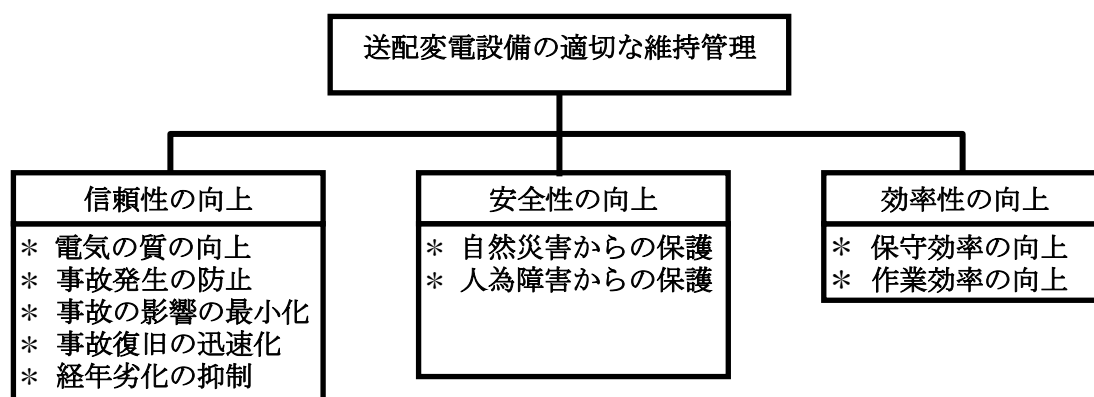 送配変電設備の適切な維持管理
信頼性の向上
* 電気の質の向上
* 事故発生の防止
* 事故の影響の最小化
* 事故復旧の迅速化
* 経年劣化の抑制
安全性の向上
* 自然災害からの保護
* 人為障害からの保護
効率性の向上
* 保守効率の向上
* 作業効率の向上